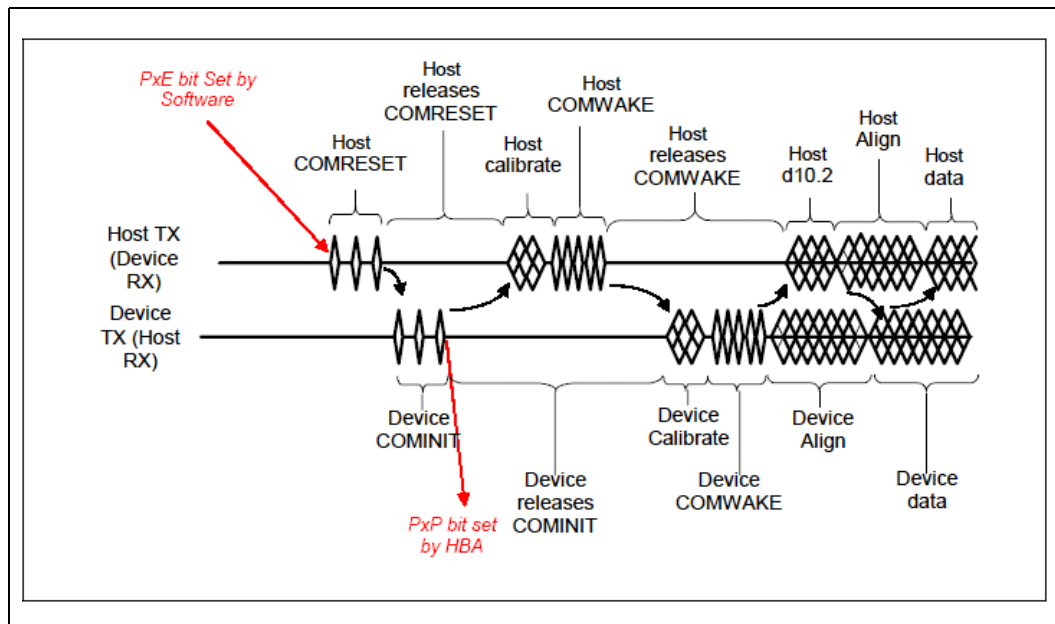 PxE bit Set by
Software
Host
COMRESET
Host
releases
COMRESET
Host
calibrate
Host
COMWAKE
Host
releases
COMWAKE
Host
d10.2
Host
Align
Host
data
Host TX
(Device
RX)
Device
TX (Host
RX)
Device
COMINIT
PxP bit set
by HBA
Device
releases
COMINIT
Device
Calibrate
Device
COMWAKE
Device
Align
Device
data